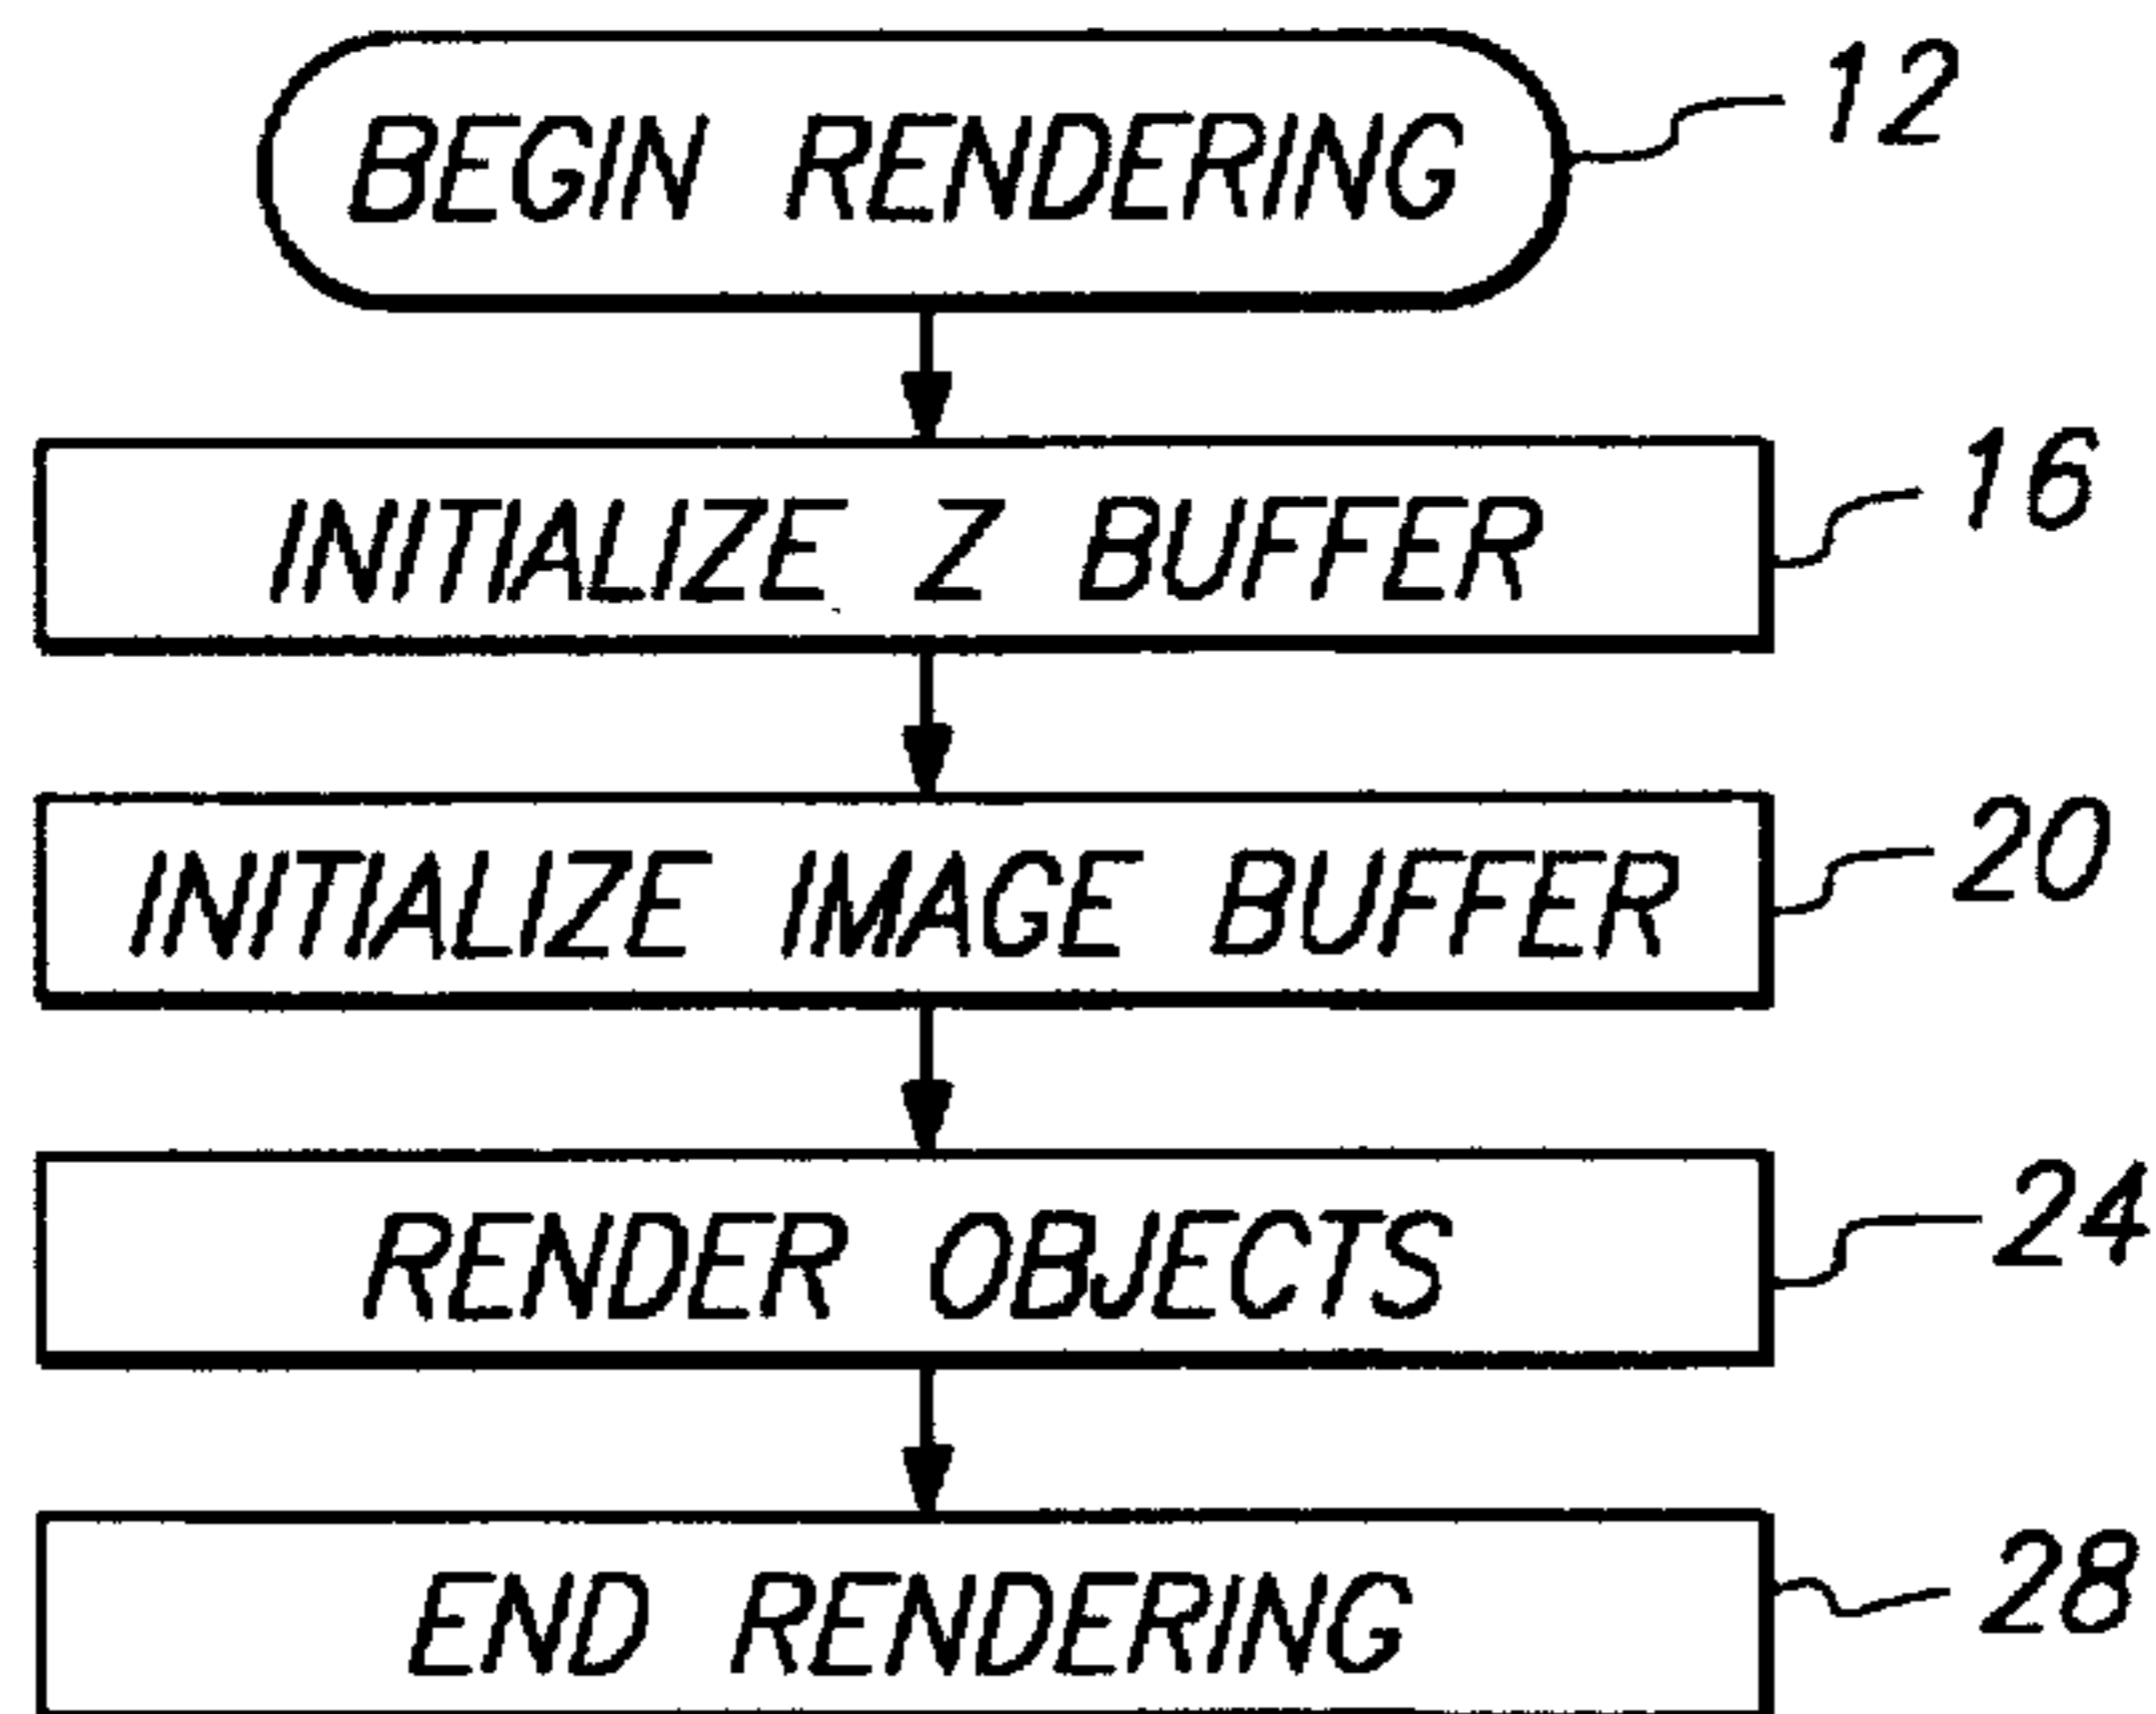 BEGIN RENDERING 12
INITIALIZE Z BUFFER 16
INITIALIZE IMAGE BUFFER 20
RENDER OBJECTS 24
END RENDERING 28